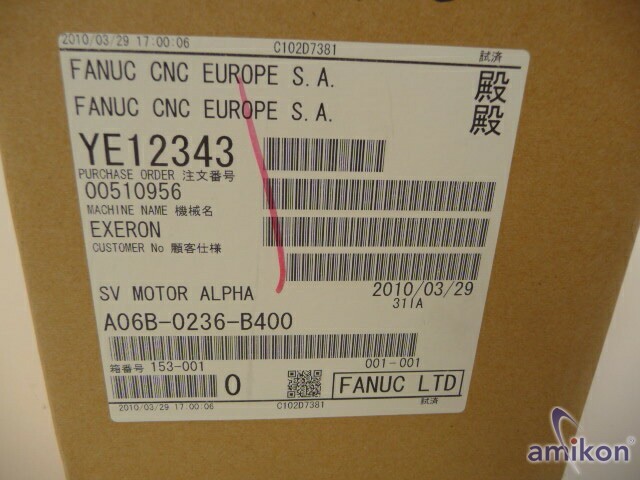 2010/03/29 17:00:06 C102D7381 試済
FANUC CNC EUROPE S.A. 殿
FANUC CNC EUROPE S.A. 殿
YE12343
PURCHASE ORDER 注文番号
00510956
MACHINE NAME 機械名
EXERON
CUSTOMER No 顧客仕様
SV MOTOR ALPHA 2010/03/29
31IA
A06B-0236-B400
箱番号 153-001 001-001
0 FANUC LTD
2010/03/29 17:00:06 C102D7381 試済
amikon®